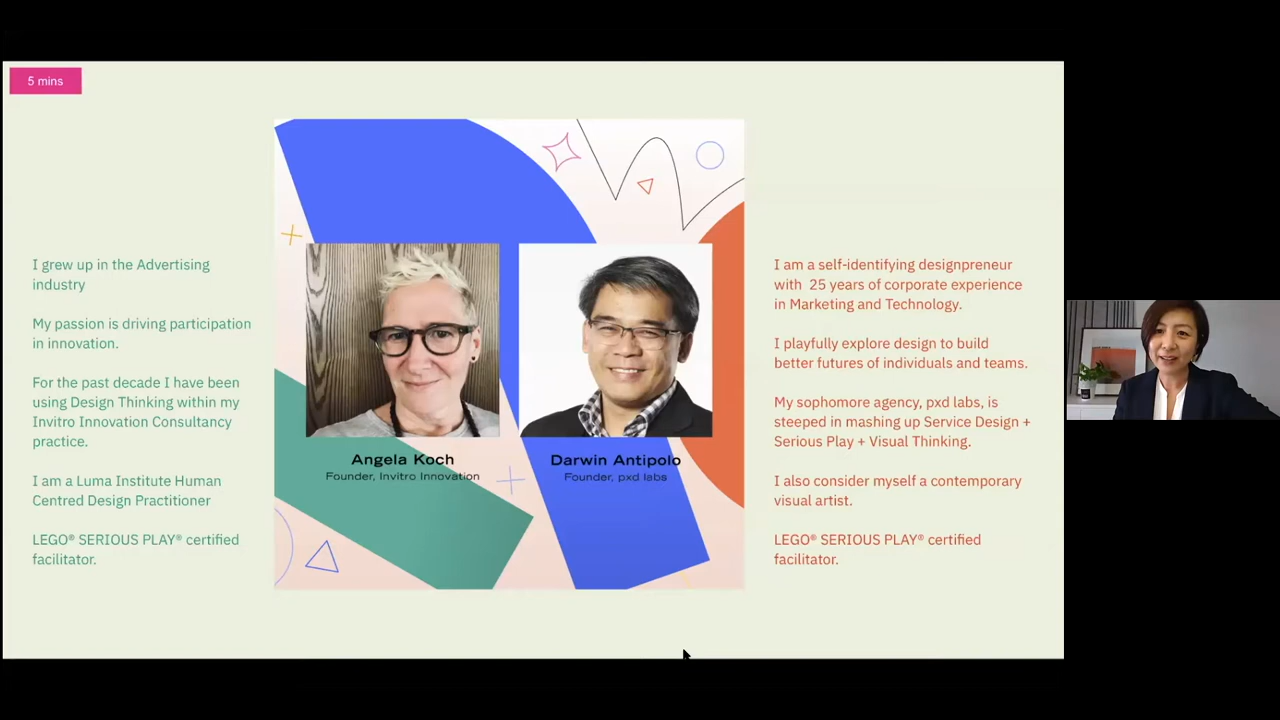 5 mins
I grew up in the Advertising
industry
My passion is driving participation
in innovation.
For the past decade I have been
using Design Thinking within my
Invitro Innovation Consultancy
practice.
I am a Luma Institute Human
Centred Design Practitioner
LEGO® SERIOUS PLAY® certified
facilitator.
Angela Koch
Founder, Invitro Innovation
Darwin Antipolo
Founder, pxd labs
I am a self-identifying designpreneur
with  25 years of corporate experience
in Marketing and Technology.
I playfully explore design to build
better futures of individuals and teams.
My sophomore agency, pxd labs, is
steeped in mashing up Service Design +
Serious Play + Visual Thinking.
I also consider myself a contemporary
visual artist.
LEGO® SERIOUS PLAY® certified
facilitator.